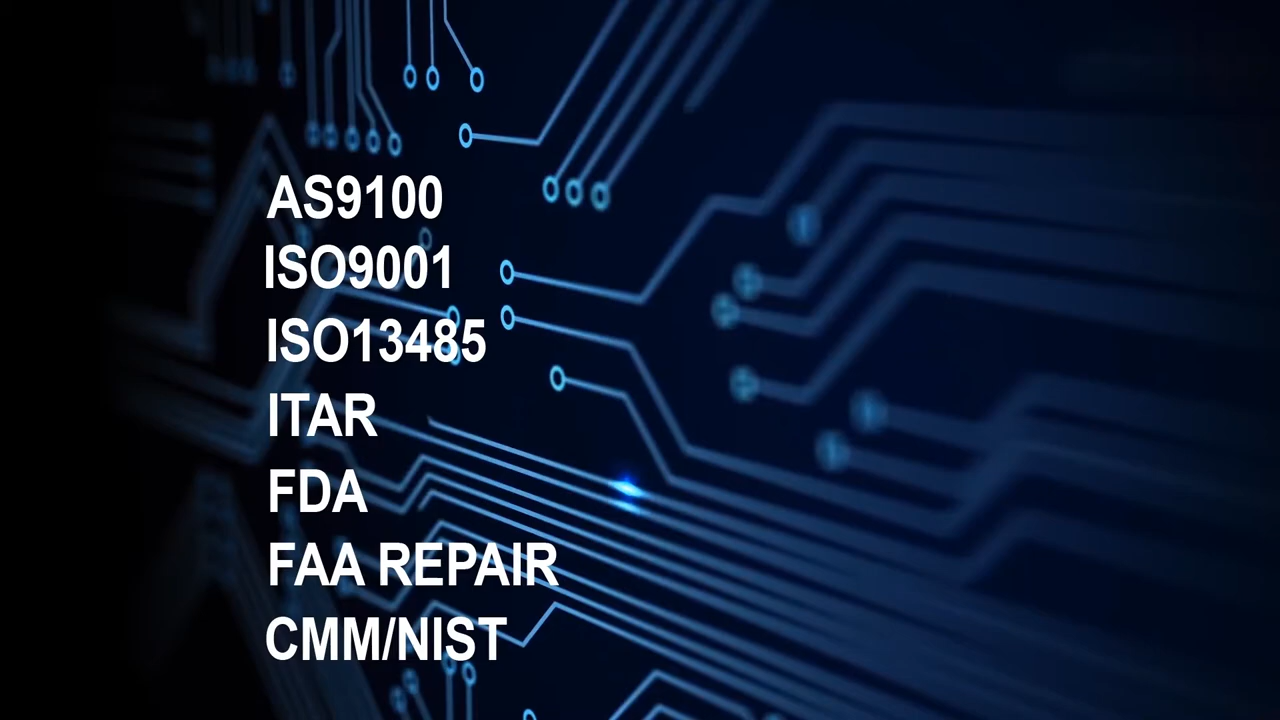 AS9100
ISO9001
ISO13485
ITAR
FDA
FAA REPAIR
CMM/NIST